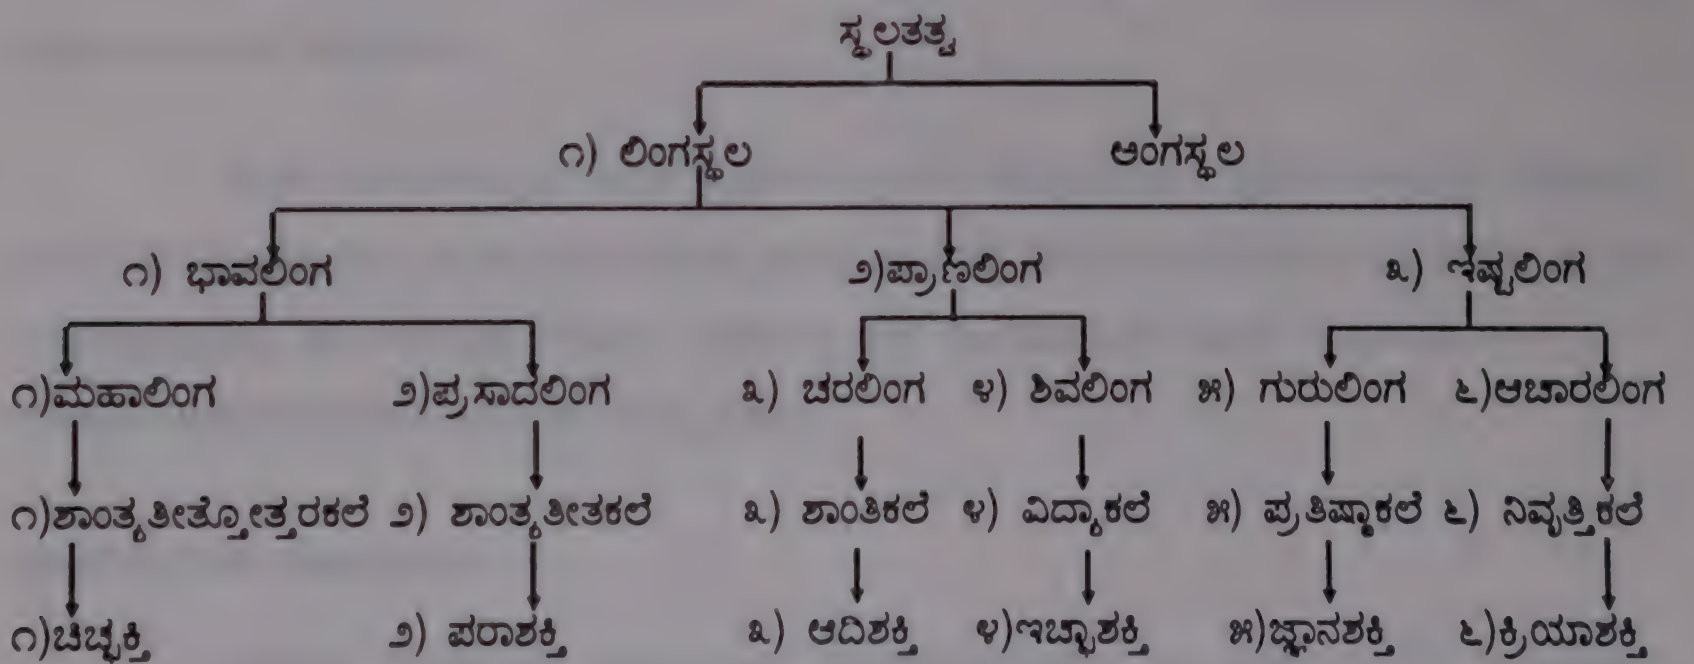 ಸ್ಥಲತತ್ವ
೧) ಲಿಂಗಸ್ಥಲ ಅಂಗಸ್ಥಲ
೧) ಭಾವಲಿಂಗ ೨)ಪ್ರಾಣಲಿಂಗ ೩) ಇಷ್ಟಲಿಂಗ
೧)ಮಹಾಲಿಂಗ ೨)ಪ್ರಸಾದಲಿಂಗ ೩) ಚರಲಿಂಗ ೪) ಶಿವಲಿಂಗ ೫) ಗುರುಲಿಂಗ ೬)ಆಚಾರಲಿಂಗ
೧)ಶಾಂತ್ಯತೀತ್ತೋತ್ತರಕಲೆ ೨) ಶಾಂತ್ಯತೀತಕಲೆ ೩) ಶಾಂತಿಕಲೆ ೪) ವಿದ್ಯಾಕಲೆ ೫) ಪ್ರತಿಷ್ಠಾಕಲೆ ೬) ನಿವೃತ್ತಿಕಲೆ
೧)ಚಿಚ್ಛಕ್ತಿ ೨) ಪರಾಶಕ್ತಿ ೩) ಆದಿಶಕ್ತಿ ೪)ಇಚ್ಛಾಶಕ್ತಿ ೫)ಜ್ಞಾನಶಕ್ತಿ ೬)ಕ್ರಿಯಾಶಕ್ತಿ